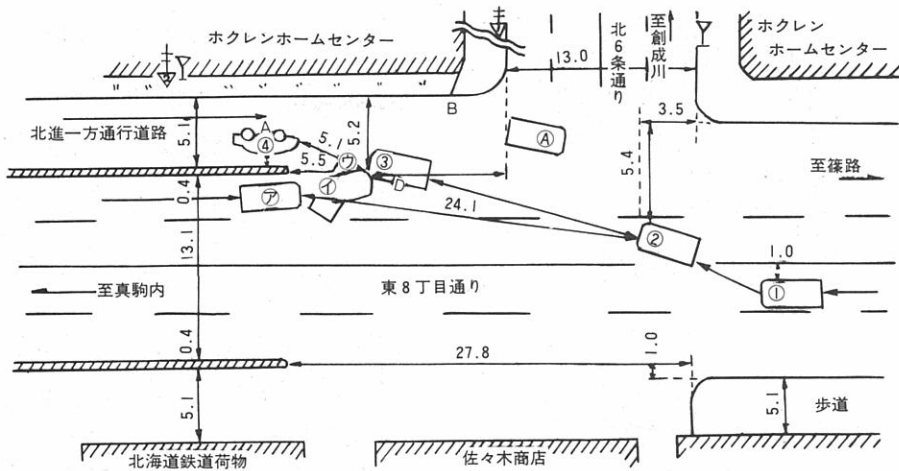 ホクレンホームセンター
ホクレン
ホームセンター
13.0
北6条通り
至創成川
B
3.5
北進一方通行道路
5.1
A
④
5.1
5.5
ウ
5.2
③
Ⓐ
5.4
至篠路
ア
イ
D
24.1
②
0.4
13.1
1.0
①
至真駒内
東8丁目通り
0.4
27.8
1.0
5.1
5.1
歩道
北海道鉄道荷物
佐々木商店